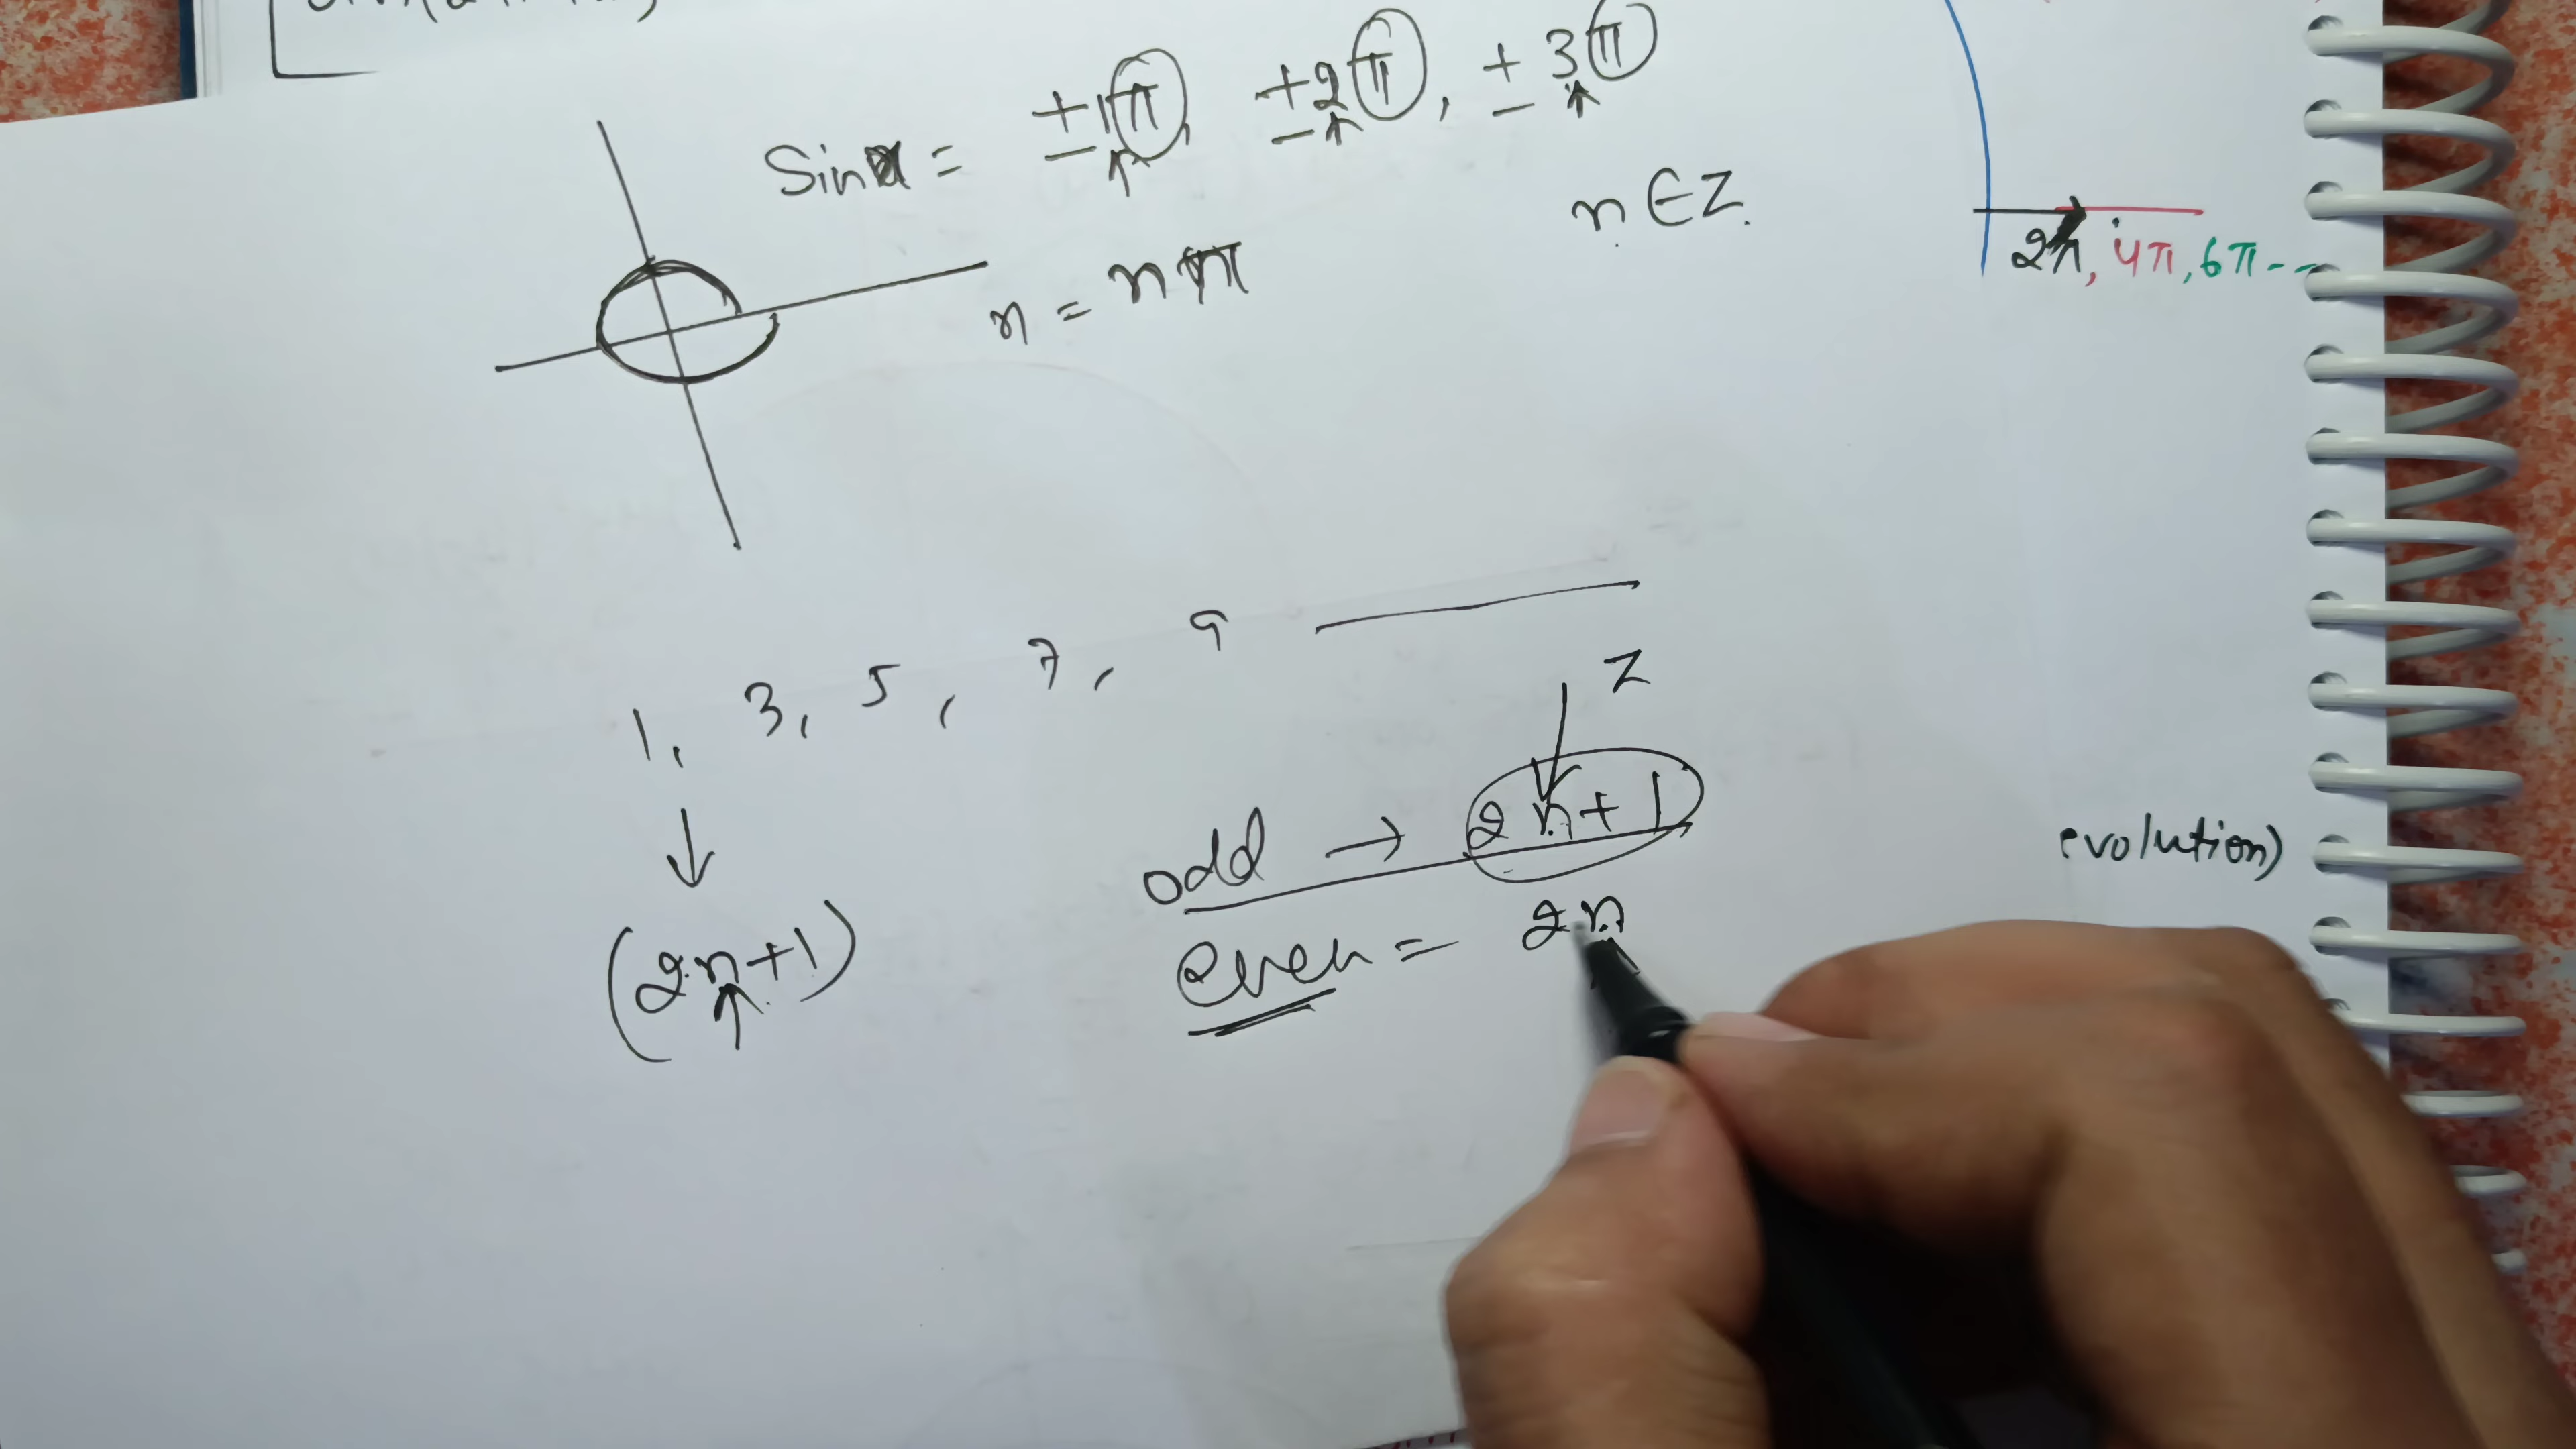 Sinx = ±1π, ±2π, ± 3π
n ∈ Z.
n = nπ
2π, 4π, 6π--
1, 3, 5, 7, 9
Z
odd → 2n+1
evolution)
(2n+1)
even = 2n